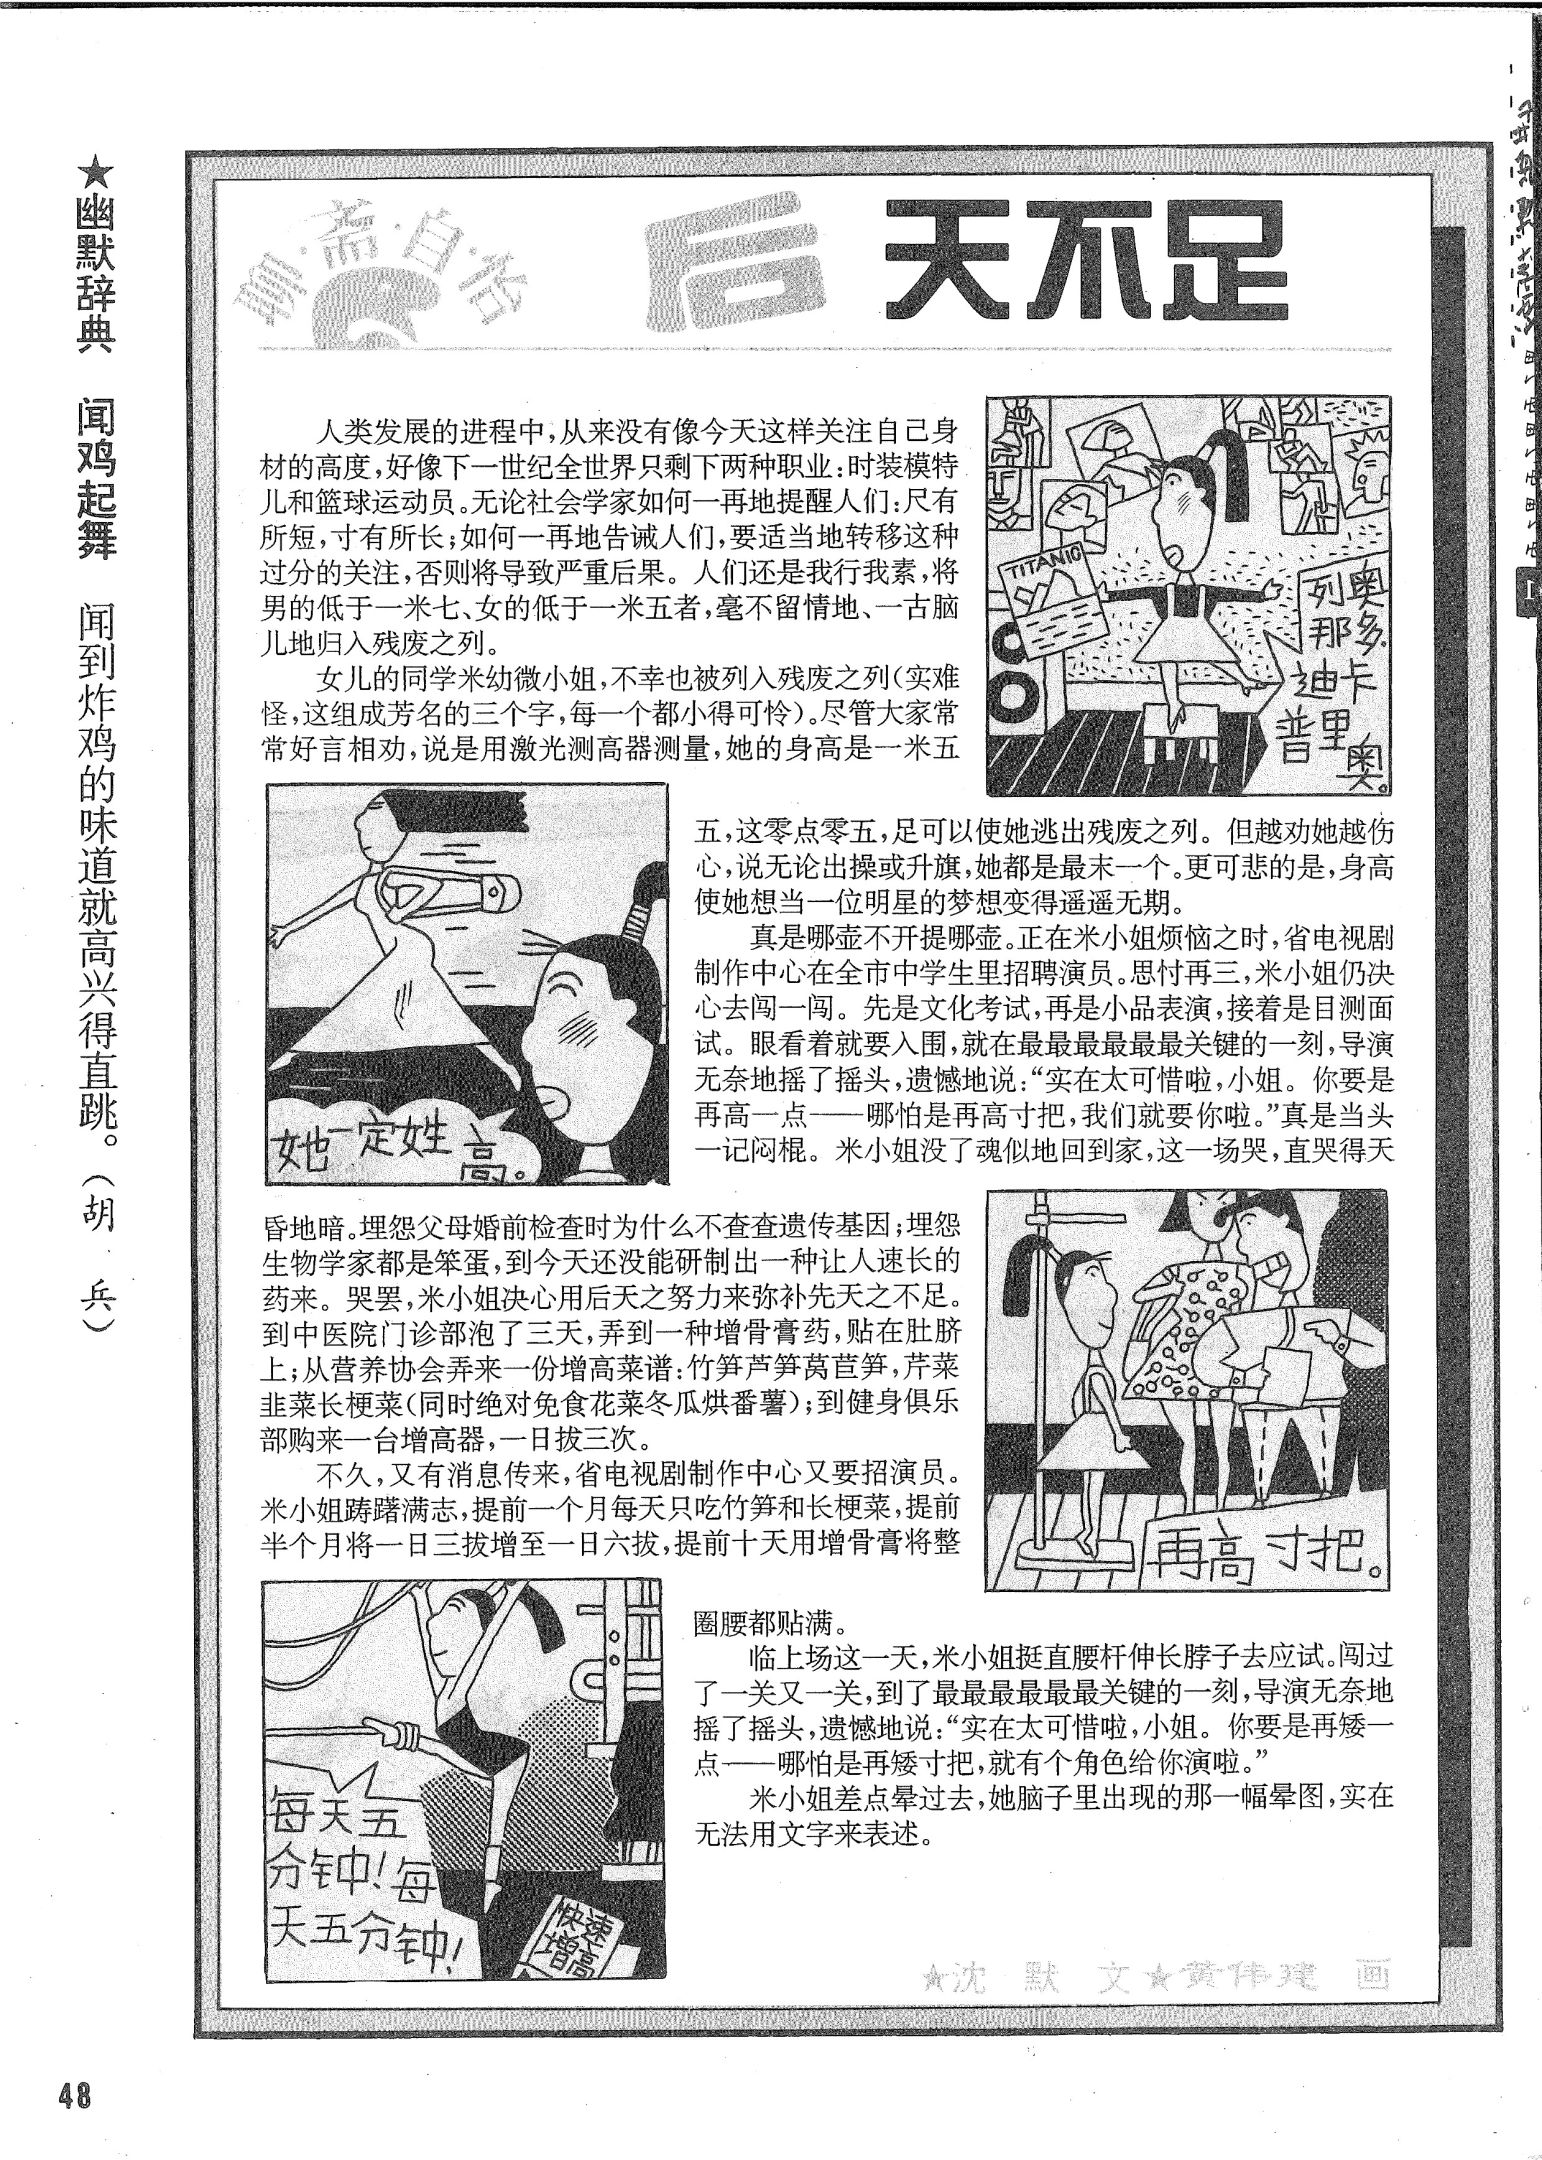 ★幽默辞典 闻鸡起舞 闻到炸鸡的味道就高兴得直跳。(胡 兵)
后天不足
人类发展的进程中,从来没有像今天这样关注自己身
材的高度,好像下一世纪全世界只剩下两种职业:时装模特
儿和篮球运动员。无论社会学家如何一再地提醒人们:尺有
所短,寸有所长;如何一再地告诫人们,要适当地转移这种
过分的关注,否则将导致严重后果。人们还是我行我素,将
男的低于一米七、女的低于一米五者,毫不留情地、一古脑
儿地归入残废之列。
女儿的同学米幼微小姐,不幸也被列入残废之列(实难
怪,这组成芳名的三个字,每一个都小得可怜)。尽管大家常
常好言相劝,说是用激光测高器测量,她的身高是一米五
TITANIC
列奥
那多
迪卡
普里
奥。
五,这零点零五,足可以使她逃出残废之列。但越劝她越伤
心,说无论出操或升旗,她都是最末一个。更可悲的是,身高
使她想当一位明星的梦想变得遥遥无期。
真是哪壶不开提哪壶。正在米小姐烦恼之时,省电视剧
制作中心在全市中学生里招聘演员。思忖再三,米小姐仍决
心去闯一闯。先是文化考试,再是小品表演,接着是目测面
试。眼看着就要入围,就在最最最最最最关键的一刻,导演
无奈地摇了摇头,遗憾地说:“实在太可惜啦,小姐。你要是
再高一点——哪怕是再高寸把,我们就要你啦。”真是当头
一记闷棍。米小姐没了魂似地回到家,这一场哭,直哭得天
她一定姓高。
昏地暗。埋怨父母婚前检查时为什么不查查遗传基因;埋怨
生物学家都是笨蛋,到今天还没能研制出一种让人速长的
药来。哭罢,米小姐决心用后天之努力来弥补先天之不足。
到中医院门诊部泡了三天,弄到一种增骨膏药,贴在肚脐
上;从营养协会弄来一份增高菜谱:竹笋芦笋莴苣笋,芹菜
韭菜长梗菜(同时绝对免食花菜冬瓜烘番薯);到健身俱乐
部购来一台增高器,一日拔三次。
不久,又有消息传来,省电视剧制作中心又要招演员。
米小姐踌躇满志,提前一个月每天只吃竹笋和长梗菜,提前
半个月将一日三拔增至一日六拔,提前十天用增骨膏将整
再高寸把。
圈腰都贴满。
临上场这一天,米小姐挺直腰杆伸长脖子去应试。闯过
了一关又一关,到了最最最最最最关键的一刻,导演无奈地
摇了摇头,遗憾地说:“实在太可惜啦,小姐。你要是再矮一
点——哪怕是再矮寸把,就有个角色给你演啦。”
米小姐差点晕过去,她脑子里出现的那一幅晕图,实在
无法用文字来表述。
每天五
分钟!每
天五分钟!
快速
增高
★沈 默 文★黄伟建 画
48